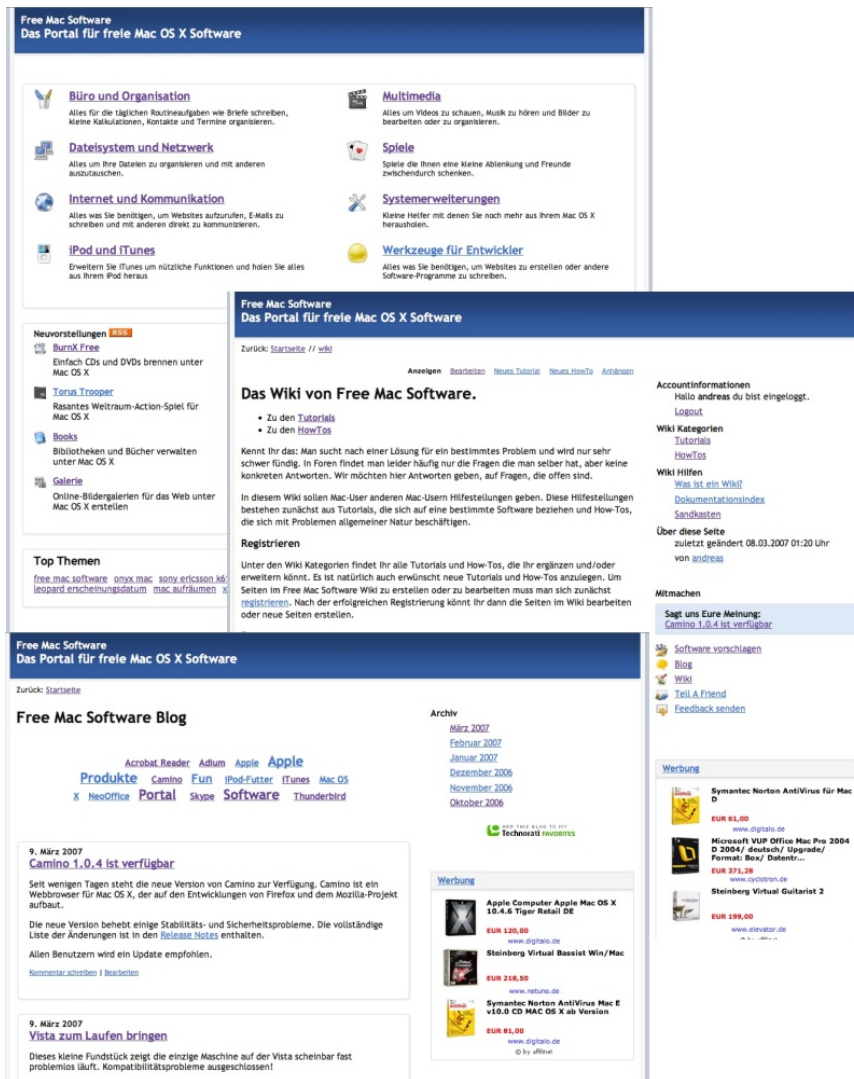 Free Mac Software
Das Portal für freie Mac OS X Software
Büro und Organisation
Alles für die täglichen Routineaufgaben wie Briefe schreiben,
kleine Kalkulationen, Kontakte und Termine organisieren.
Dateisystem und Netzwerk
Alles um Ihre Dateien zu organisieren und mit anderen
auszutauschen.
Internet und Kommunikation
Alles was Sie benötigen, um Websites aufzurufen, E-Mails zu
schreiben und mit anderen direkt zu kommunizieren.
iPod und iTunes
Erweitern Sie iTunes um nützliche Funktionen und holen Sie alles
aus Ihrem iPod heraus
Multimedia
Alles um Videos zu schauen, Musik zu hören und Bilder zu
bearbeiten oder zu organisieren.
Spiele
Spiele die Ihnen eine kleine Ablenkung und Freunde
zwischendurch schenken.
Systemerweiterungen
Kleine Helfer mit denen Sie noch mehr aus Ihrem Mac OS X
herausholen.
Werkzeuge für Entwickler
Alles was Sie benötigen, um Websites zu erstellen oder andere
Software-Programme zu schreiben.
Neuvorstellungen RSS
BurnX Free
Einfach CDs und DVDs brennen unter
Mac OS X
Torus Trooper
Rasantes Weltraum-Action-Spiel für
Mac OS X
Books
Bibliotheken und Bücher verwalten
unter Mac OS X
Galerie
Online-Bildergalerien für das Web unter
Mac OS X erstellen
Top Themen
free mac software onyx mac sony ericsson k6
leopard erscheinungsdatum mac aufräumen x
Free Mac Software
Das Portal für freie Mac OS X Software
Zurück: Startseite // wiki
Anzeigen Bearbeiten Neues Tutorial Neues HowTo Anhängen
Das Wiki von Free Mac Software.
• Zu den Tutorials
• Zu den HowTos
Kennt Ihr das: Man sucht nach einer Lösung für ein bestimmtes Problem und wird nur sehr
schwer fündig. In Foren findet man leider häufig nur die Fragen die man selber hat, aber keine
konkreten Antworten. Wir möchten hier Antworten geben, auf Fragen, die offen sind.
In diesem Wiki sollen Mac-User anderen Mac-Usern Hilfestellungen geben. Diese Hilfestellungen
bestehen zunächst aus Tutorials, die sich auf eine bestimmte Software beziehen und How-Tos,
die sich mit Problemen allgemeiner Natur beschäftigen.
Registrieren
Unter den Wiki Kategorien findet Ihr alle Tutorials und How-Tos, die Ihr ergänzen und/oder
erweitern könnt. Es ist natürlich auch erwünscht neue Tutorials und How-Tos anzulegen. Um
Seiten im Free Mac Software Wiki zu erstellen oder zu bearbeiten muss man sich zunächst
registrieren. Nach der erfolgreichen Registrierung könnt Ihr dann die Seiten im Wiki bearbeiten
oder neue Seiten erstellen.
Accountinformationen
Hallo andreas du bist eingeloggt.
Logout
Wiki Kategorien
Tutorials
HowTos
Wiki Hilfen
Was ist ein Wiki?
Dokumentationsindex
Sandkasten
Über diese Seite
zuletzt geändert 08.03.2007 01:20 Uhr
von andreas
Mitmachen
Sagt uns Eure Meinung:
Camino 1.0.4 ist verfügbar
Software vorschlagen
Blog
Wiki
Tell A Friend
Feedback senden
Werbung
Symantec Norton AntiVirus für Mac
D
EUR 61,00
www.digitalo.de
Microsoft VUP Office Mac Pro 2004
D 2004/ deutsch/ Upgrade/
Format: Box/ Datentr...
EUR 371,28
www.cyclotron.de
Steinberg Virtual Guitarist 2
EUR 199,00
www.elevator.de
Free Mac Software
Das Portal für freie Mac OS X Software
Zurück: Startseite
Free Mac Software Blog
Acrobat Reader Adium Apple Apple
Produkte Camino Fun iPod-Futter iTunes Mac OS
X NeoOffice Portal Skype Software Thunderbird
9. März 2007
Camino 1.0.4 ist verfügbar
Seit wenigen Tagen steht die neue Version von Camino zur Verfügung. Camino ist ein
Webbrowser für Mac OS X, der auf den Entwicklungen von Firefox und dem Mozilla-Projekt
aufbaut.
Die neue Version behebt einige Stabilitäts- und Sicherheitsprobleme. Die vollständige
Liste der Änderungen ist in den Release Notes enthalten.
Allen Benutzern wird ein Update empfohlen.
Kommentar schreiben | Bearbeiten
9. März 2007
Vista zum Laufen bringen
Dieses kleine Fundstück zeigt die einzige Maschine auf der Vista scheinbar fast
problemlos läuft. Kompatibilitätsprobleme ausgeschlossen!
Archiv
März 2007
Februar 2007
Januar 2007
Dezember 2006
November 2006
Oktober 2006
ADD THIS BLOG TO MY
Technorati FAVORITES
Werbung
Apple Computer Apple Mac OS X
10.4.6 Tiger Retail DE
EUR 120,00
www.digitalo.de
Steinberg Virtual Bassist Win/Mac
EUR 218,50
www.netuno.de
Symantec Norton AntiVirus Mac E
v10.0 CD MAC OS X ab Version
EUR 81,00
www.digitalo.de
© by affilinet